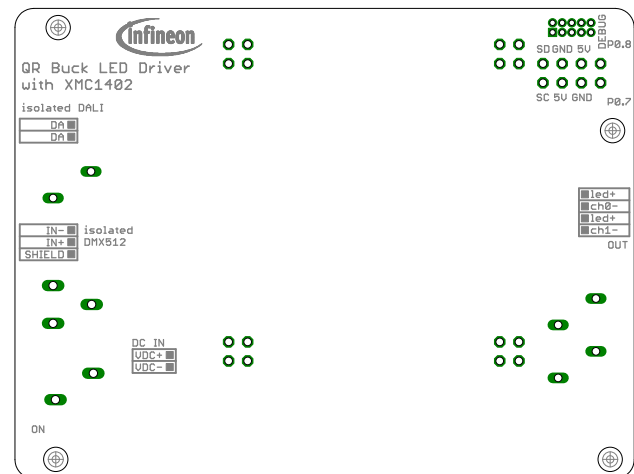 infineon
QR Buck LED Driver
with XMC1402
isolated DALI
DA
DA
IN-
IN+
SHIELD
isolated
DMX512
DC IN
VDC+
VDC-
ON
DEBUG
P0.8
SD GND 5V
SC 5V GND
P0.7
led+
ch0-
led+
ch1-
OUT